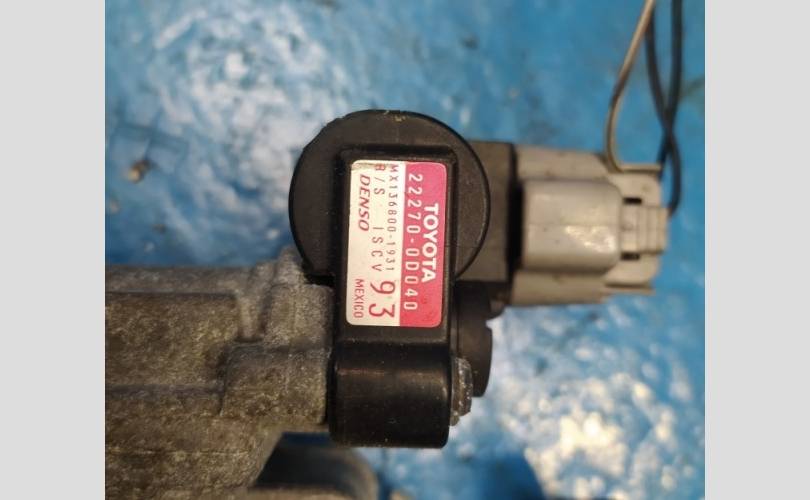 TOYOTA
22270-0D040
MX136800-1931
R/S ISCV 93
DENSO MEXICO